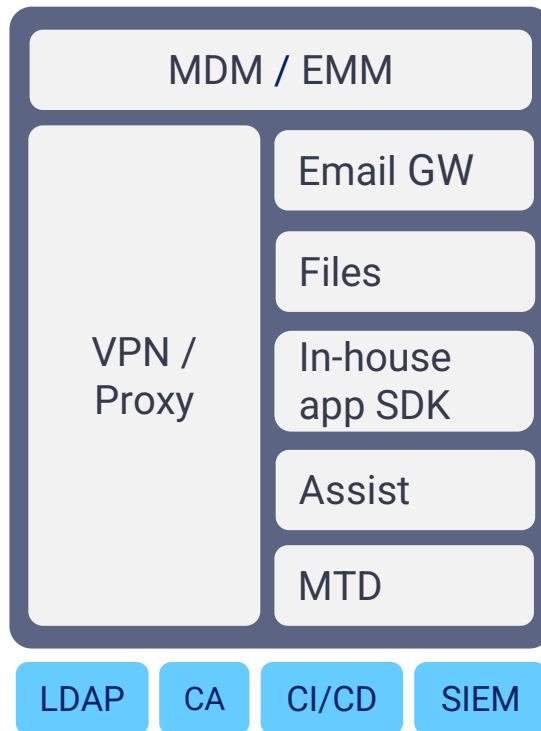 MDM / EMM
VPN /
Proxy
Email GW
Files
In-house
app SDK
Assist
MTD
LDAP
CA
CI/CD
SIEM